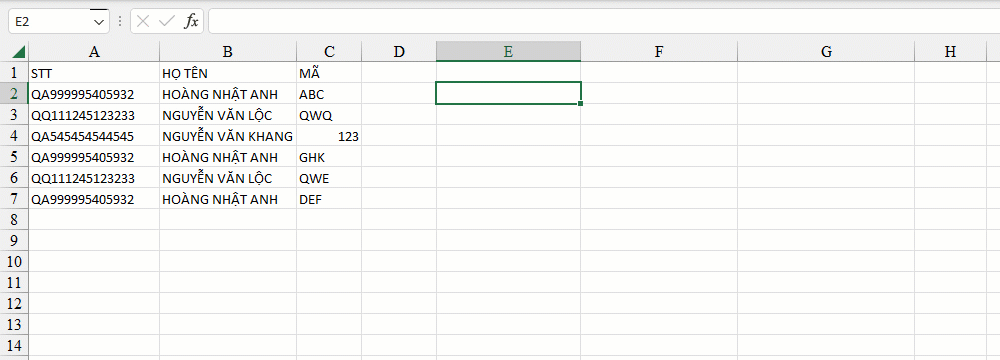 E2 fx
A B C D E F G H
1 STT HỌ TÊN MÃ
2 QA999995405932 HOÀNG NHẬT ANH ABC
3 QQ111245123233 NGUYỄN VĂN LỘC QWQ
4 QA545454544545 NGUYỄN VĂN KHANG 123
5 QA999995405932 HOÀNG NHẬT ANH GHK
6 QQ111245123233 NGUYỄN VĂN LỘC QWE
7 QA999995405932 HOÀNG NHẬT ANH DEF
8
9
10
11
12
13
14